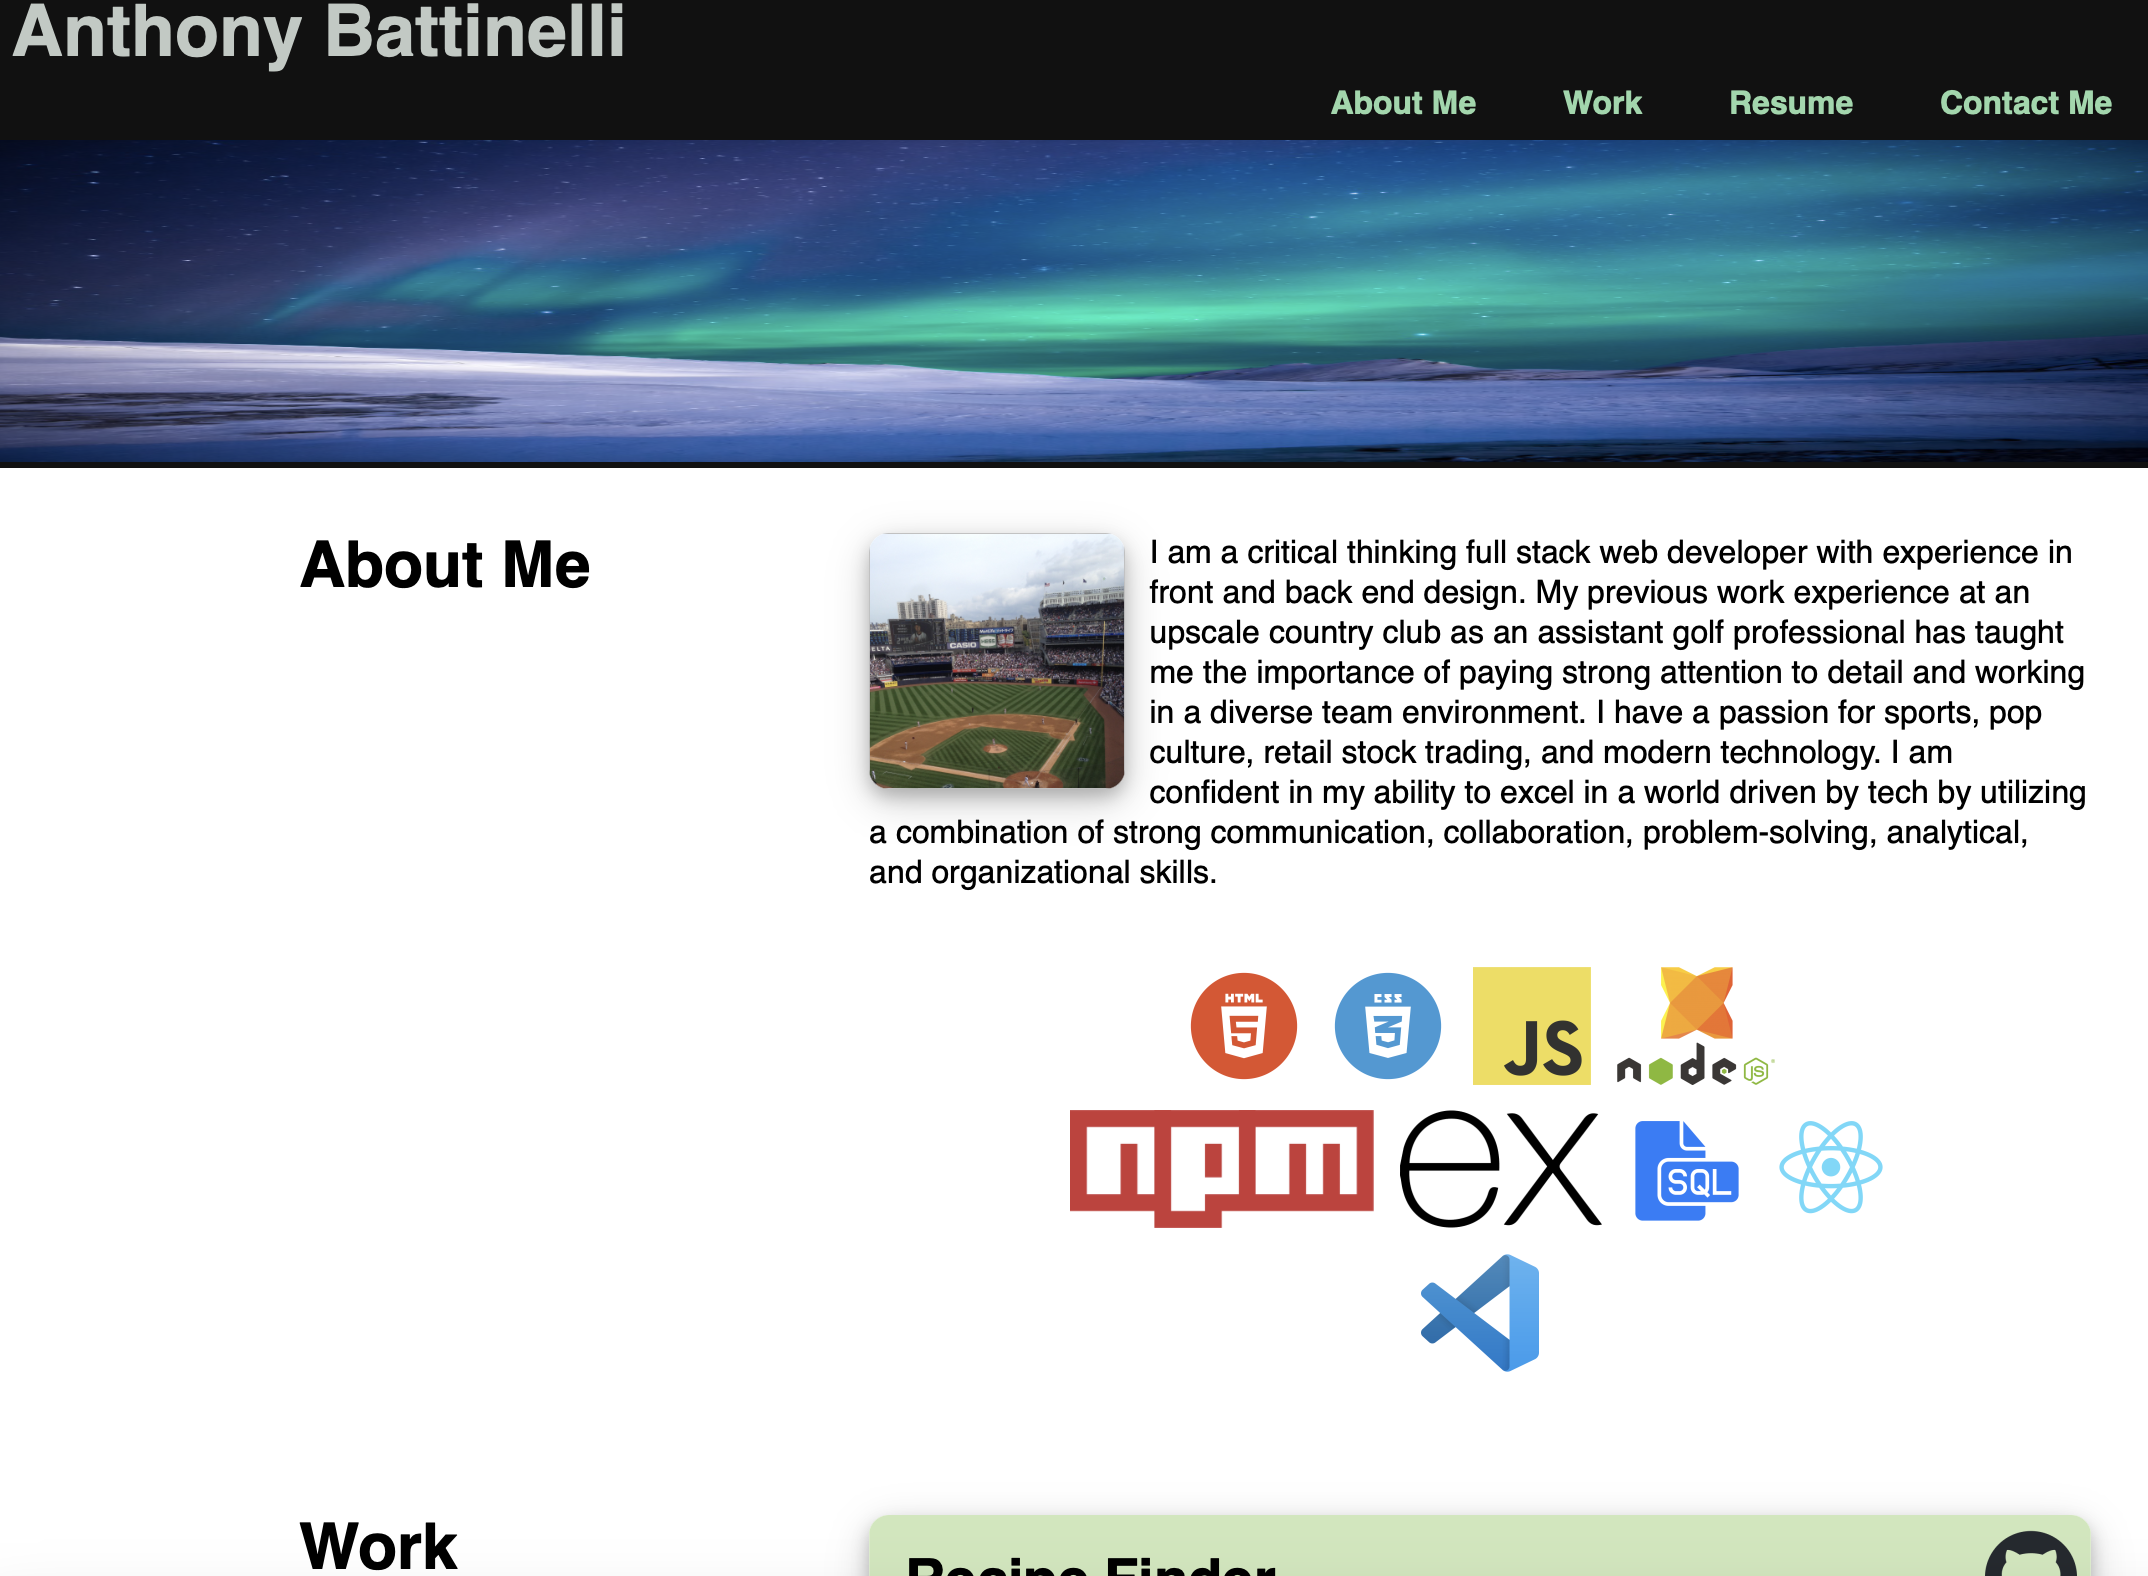 Anthony Battinelli
About Me Work Resume Contact Me
About Me
I am a critical thinking full stack web developer with experience in
front and back end design. My previous work experience at an
upscale country club as an assistant golf professional has taught
me the importance of paying strong attention to detail and working
in a diverse team environment. I have a passion for sports, pop
culture, retail stock trading, and modern technology. I am
confident in my ability to excel in a world driven by tech by utilizing
a combination of strong communication, collaboration, problem-solving, analytical,
and organizational skills.
CASIO
HTML 5
CSS 3
JS
node JS
npm
ex
SQL
Work
Recipe Finder